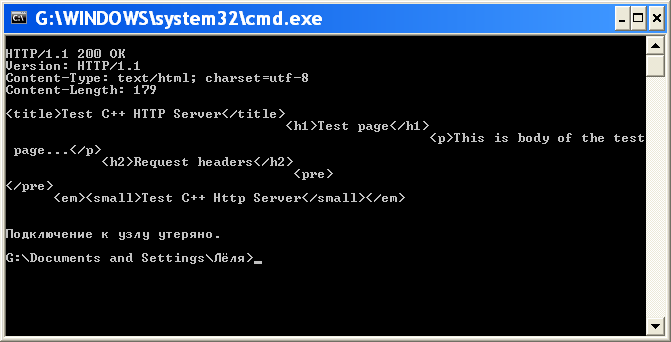 G:\WINDOWS\system32\cmd.exe
HTTP/1.1 200 OK
Version: HTTP/1.1
Content-Type: text/html; charset=utf-8
Content-Length: 179
<title>Test C++ HTTP Server</title>
<h1>Test page</h1>
<p>This is body of the test
page...</p>
<h2>Request headers</h2>
<pre>
</pre>
<em><small>Test C++ Http Server</small></em>
Подключение к узлу утеряно.
G:\Documents and Settings\Лёля>_